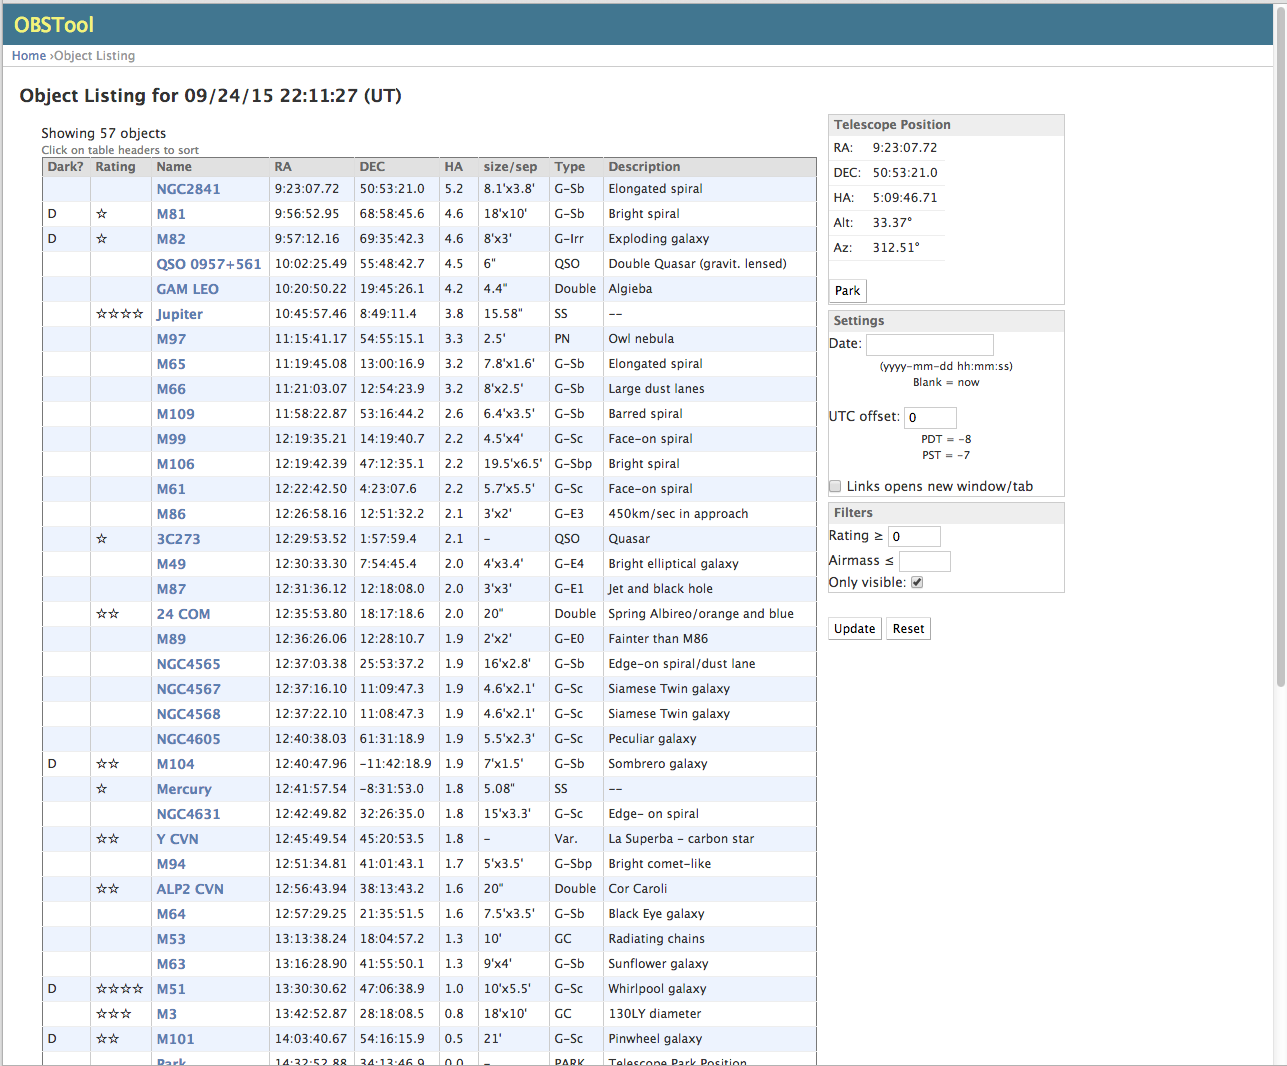 OBSTool
Home ›Object Listing
Object Listing for 09/24/15 22:11:27 (UT)
Showing 57 objects
Click on table headers to sort
Dark? Rating Name RA DEC HA size/sep Type Description
NGC2841 9:23:07.72 50:53:21.0 5.2 8.1'x3.8' G-Sb Elongated spiral
D ☆ M81 9:56:52.95 68:58:45.6 4.6 18'x10' G-Sb Bright spiral
D ☆ M82 9:57:12.16 69:35:42.3 4.6 8'x3' G-Irr Exploding galaxy
QSO 0957+561 10:02:25.49 55:48:42.7 4.5 6" QSO Double Quasar (gravit. lensed)
GAM LEO 10:20:50.22 19:45:26.1 4.2 4.4" Double Algieba
☆☆☆☆ Jupiter 10:45:57.46 8:49:11.4 3.8 15.58" SS --
M97 11:15:41.17 54:55:15.1 3.3 2.5' PN Owl nebula
M65 11:19:45.08 13:00:16.9 3.2 7.8'x1.6' G-Sb Elongated spiral
M66 11:21:03.07 12:54:23.9 3.2 8'x2.5' G-Sb Large dust lanes
M109 11:58:22.87 53:16:44.2 2.6 6.4'x3.5' G-Sb Barred spiral
M99 12:19:35.21 14:19:40.7 2.2 4.5'x4' G-Sc Face-on spiral
M106 12:19:42.39 47:12:35.1 2.2 19.5'x6.5' G-Sbp Bright spiral
M61 12:22:42.50 4:23:07.6 2.2 5.7'x5.5' G-Sc Face-on spiral
M86 12:26:58.16 12:51:32.2 2.1 3'x2' G-E3 450km/sec in approach
☆ 3C273 12:29:53.52 1:57:59.4 2.1 - QSO Quasar
M49 12:30:33.30 7:54:45.4 2.0 4'x3.4' G-E4 Bright elliptical galaxy
M87 12:31:36.12 12:18:08.0 2.0 3'x3' G-E1 Jet and black hole
☆☆ 24 COM 12:35:53.80 18:17:18.6 2.0 20" Double Spring Albireo/orange and blue
M89 12:36:26.06 12:28:10.7 1.9 2'x2' G-E0 Fainter than M86
NGC4565 12:37:03.38 25:53:37.2 1.9 16'x2.8' G-Sb Edge-on spiral/dust lane
NGC4567 12:37:16.10 11:09:47.3 1.9 4.6'x2.1' G-Sc Siamese Twin galaxy
NGC4568 12:37:22.10 11:08:47.3 1.9 4.6'x2.1' G-Sc Siamese Twin galaxy
NGC4605 12:40:38.03 61:31:18.9 1.9 5.5'x2.3' G-Sc Peculiar galaxy
D ☆☆ M104 12:40:47.96 -11:42:18.9 1.9 7'x1.5' G-Sb Sombrero galaxy
☆ Mercury 12:41:57.54 -8:31:53.0 1.8 5.08" SS --
NGC4631 12:42:49.82 32:26:35.0 1.8 15'x3.3' G-Sc Edge- on spiral
☆☆ Y CVN 12:45:49.54 45:20:53.5 1.8 - Var. La Superba - carbon star
M94 12:51:34.81 41:01:43.1 1.7 5'x3.5' G-Sbp Bright comet-like
☆☆ ALP2 CVN 12:56:43.94 38:13:43.2 1.6 20" Double Cor Caroli
M64 12:57:29.25 21:35:51.5 1.6 7.5'x3.5' G-Sb Black Eye galaxy
M53 13:13:38.24 18:04:57.2 1.3 10' GC Radiating chains
M63 13:16:28.90 41:55:50.1 1.3 9'x4' G-Sb Sunflower galaxy
D ☆☆☆☆ M51 13:30:30.62 47:06:38.9 1.0 10'x5.5' G-Sc Whirlpool galaxy
☆☆☆ M3 13:42:52.87 28:18:08.5 0.8 18'x10' GC 130LY diameter
D ☆☆ M101 14:03:40.67 54:16:15.9 0.5 21' G-Sc Pinwheel galaxy
Park 14:32:52.88 34:13:46.9 0.0 - PARK Telescope Park Position
Telescope Position
RA: 9:23:07.72
DEC: 50:53:21.0
HA: 5:09:46.71
Alt: 33.37°
Az: 312.51°
Park
Settings
Date:
(yyyy-mm-dd hh:mm:ss)
Blank = now
UTC offset: 0
PDT = -8
PST = -7
Links opens new window/tab
Filters
Rating ≥ 0
Airmass ≤
Only visible:
Update Reset